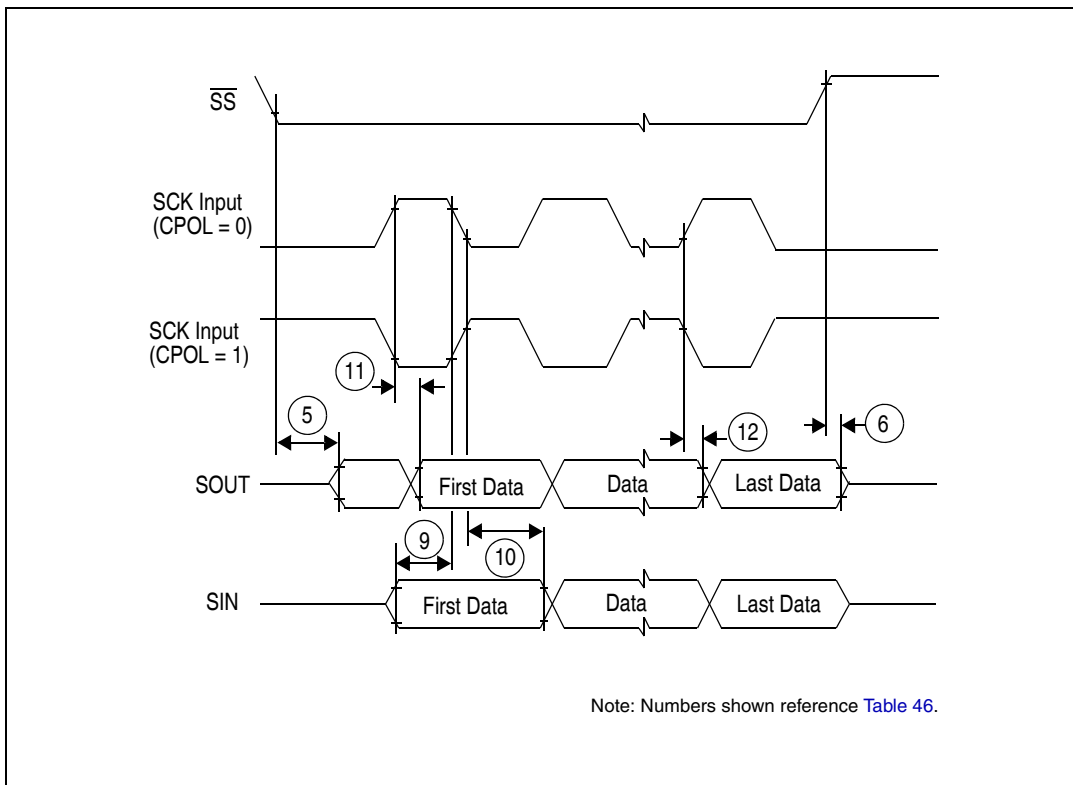 SS
SCK Input
(CPOL = 0)
SCK Input
(CPOL = 1)
11
5
12
6
SOUT
First Data
Data
Last Data
9
10
SIN
First Data
Data
Last Data
Note: Numbers shown reference Table 46.